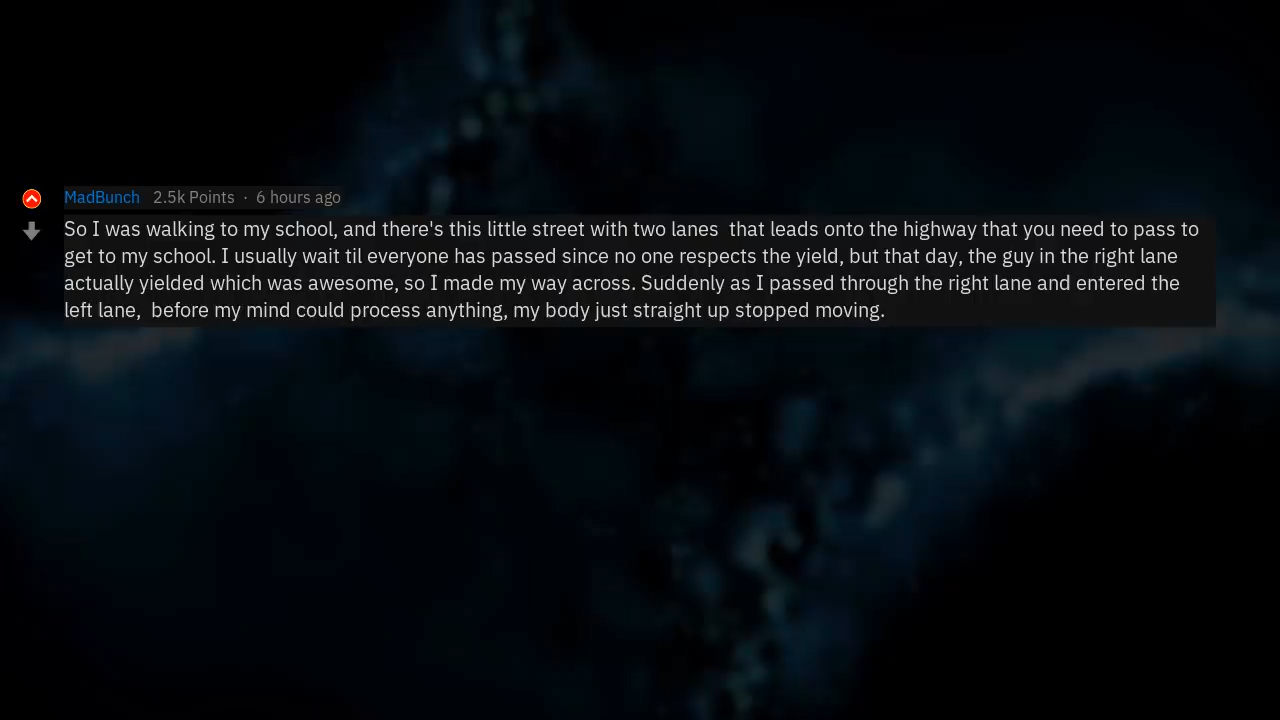 MadBunch 2.5k Points · 6 hours ago
So I was walking to my school, and there's this little street with two lanes  that leads onto the highway that you need to pass to
get to my school. I usually wait til everyone has passed since no one respects the yield, but that day, the guy in the right lane
actually yielded which was awesome, so I made my way across. Suddenly as I passed through the right lane and entered the
left lane,  before my mind could process anything, my body just straight up stopped moving.